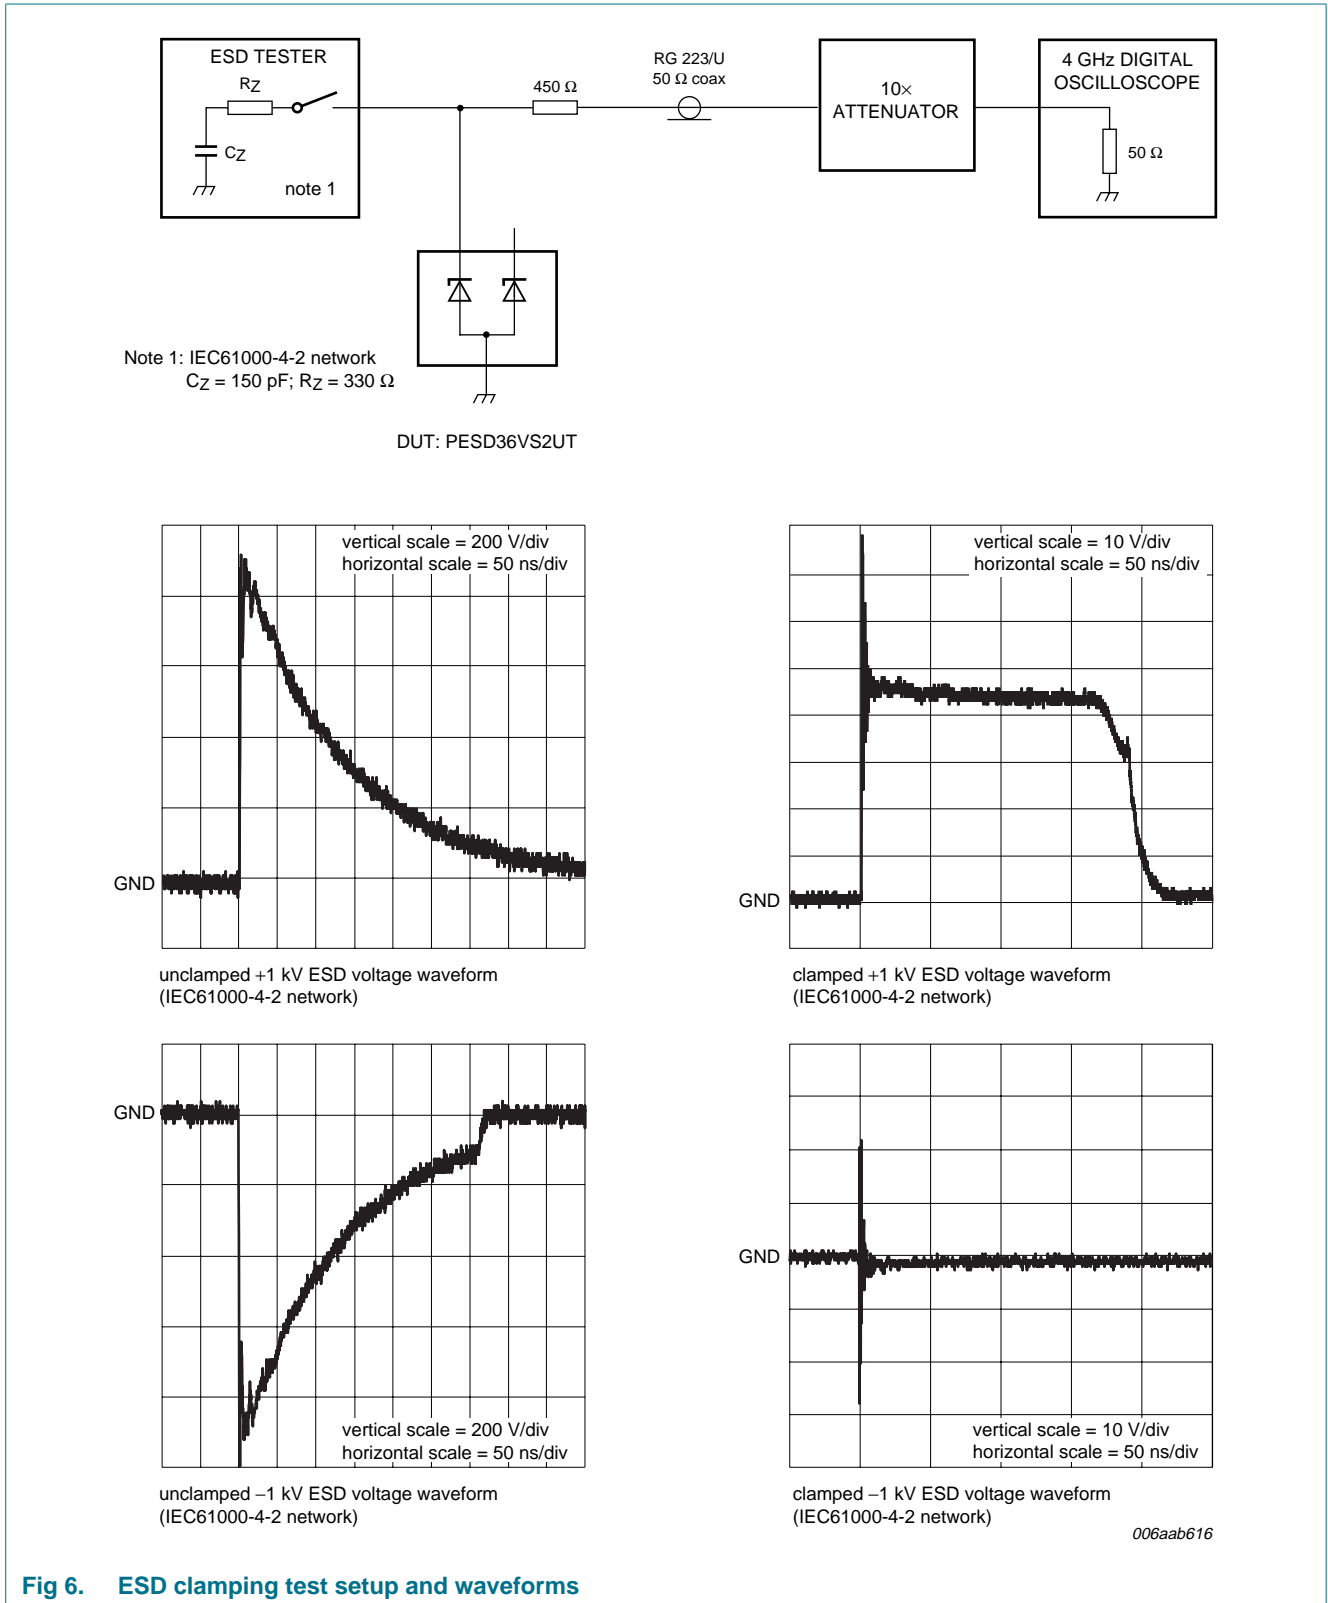 ESD TESTER
RZ
CZ
note 1
450 Ω
RG 223/U
50 Ω coax
10×
ATTENUATOR
4 GHz DIGITAL
OSCILLOSCOPE
50 Ω
Note 1: IEC61000-4-2 network
CZ = 150 pF; RZ = 330 Ω
DUT: PESD36VS2UT
vertical scale = 200 V/div
horizontal scale = 50 ns/div
GND
unclamped +1 kV ESD voltage waveform
(IEC61000-4-2 network)
vertical scale = 10 V/div
horizontal scale = 50 ns/div
GND
clamped +1 kV ESD voltage waveform
(IEC61000-4-2 network)
GND
vertical scale = 200 V/div
horizontal scale = 50 ns/div
unclamped −1 kV ESD voltage waveform
(IEC61000-4-2 network)
GND
vertical scale = 10 V/div
horizontal scale = 50 ns/div
clamped −1 kV ESD voltage waveform
(IEC61000-4-2 network)
006aab616
Fig 6. ESD clamping test setup and waveforms